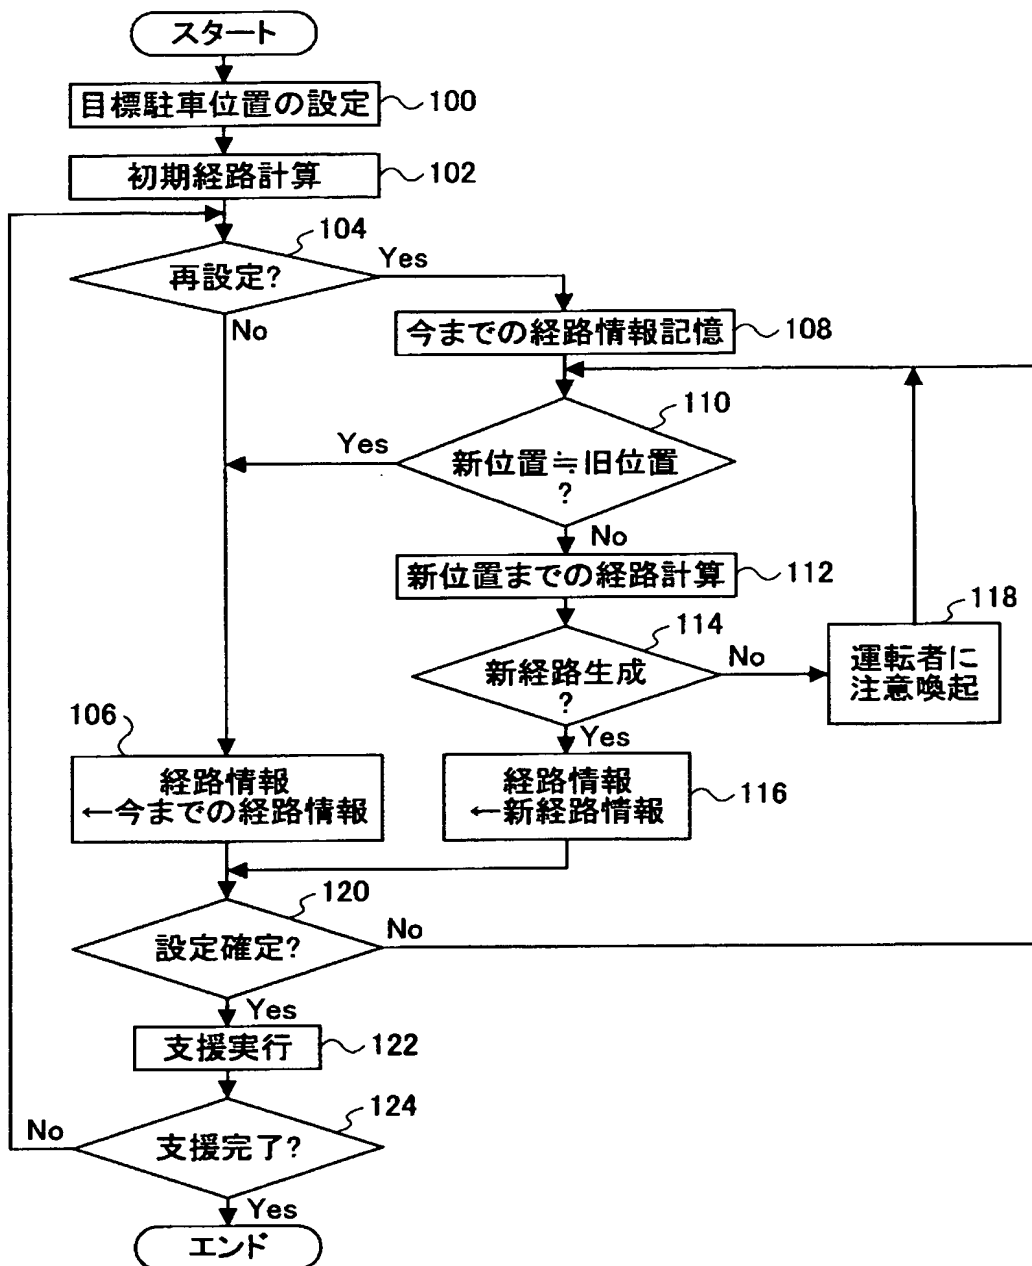 スタート
目標駐車位置の設定
100
初期経路計算
102
104
再設定?
Yes
No
今までの経路情報記憶
108
110
Yes
新位置≒旧位置
?
No
新位置までの経路計算
112
114
新経路生成
?
No
118
運転者に
注意喚起
Yes
106
経路情報
←今までの経路情報
経路情報
←新経路情報
116
120
設定確定?
No
Yes
支援実行
122
124
支援完了?
No
Yes
エンド